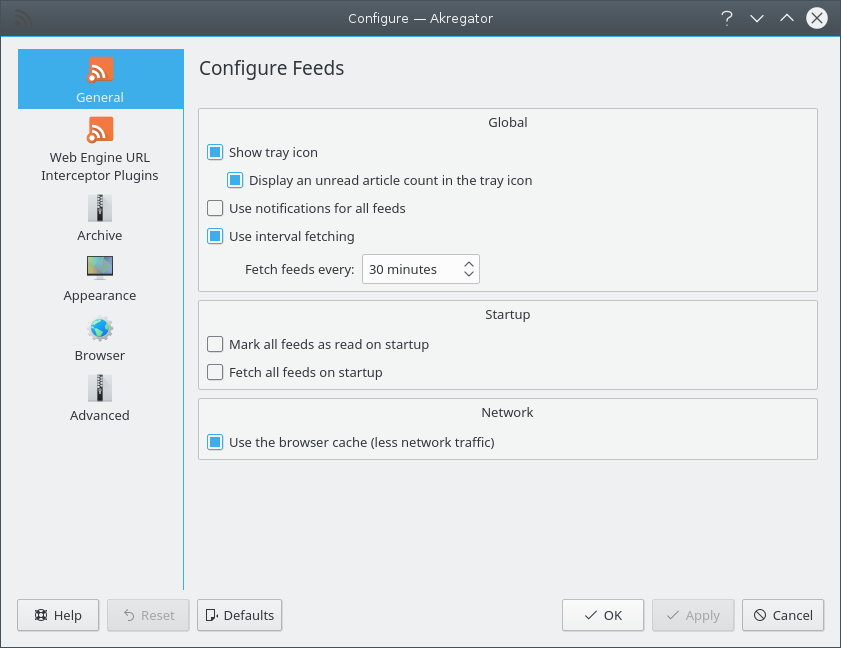 Configure — Akregator
General
Web Engine URL
Interceptor Plugins
Archive
Appearance
Browser
Advanced
Configure Feeds
Global
Show tray icon
Display an unread article count in the tray icon
Use notifications for all feeds
Use interval fetching
Fetch feeds every: 30 minutes
Startup
Mark all feeds as read on startup
Fetch all feeds on startup
Network
Use the browser cache (less network traffic)
Help Reset Defaults OK Apply Cancel